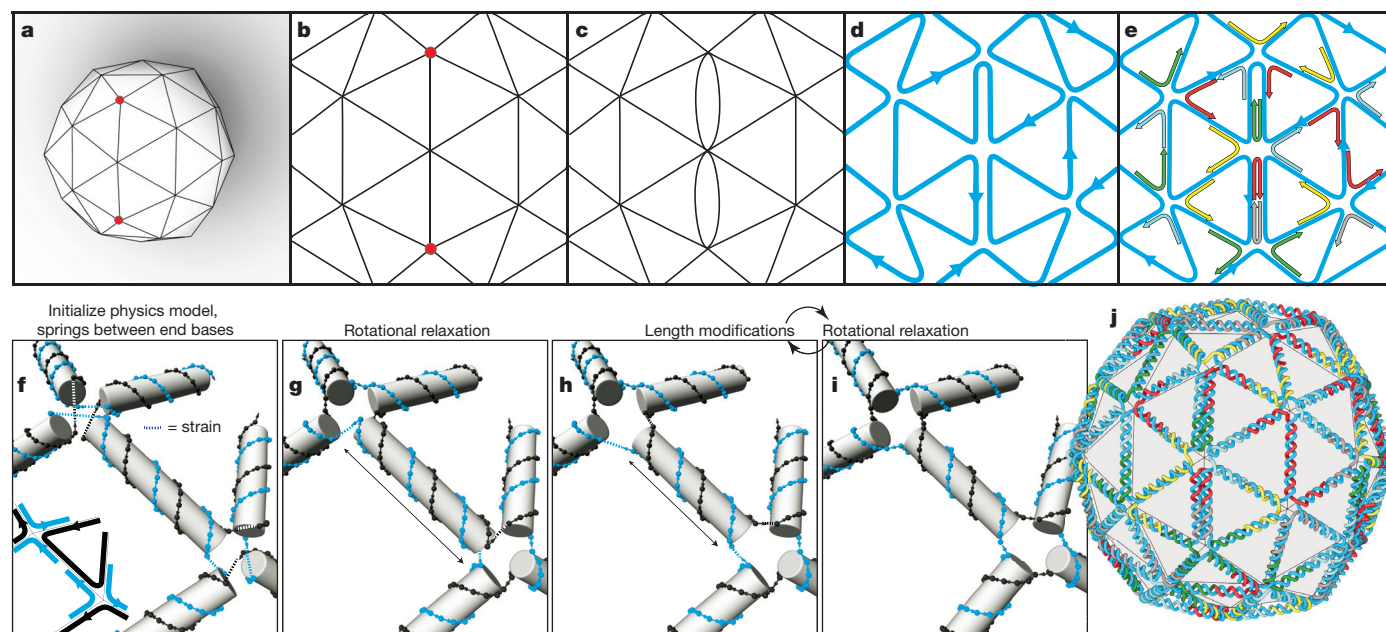 a
b
c
d
e
Initialize physics model,
springs between end bases
Rotational relaxation
Length modifications
Rotational relaxation
f
= strain
g
h
i
j